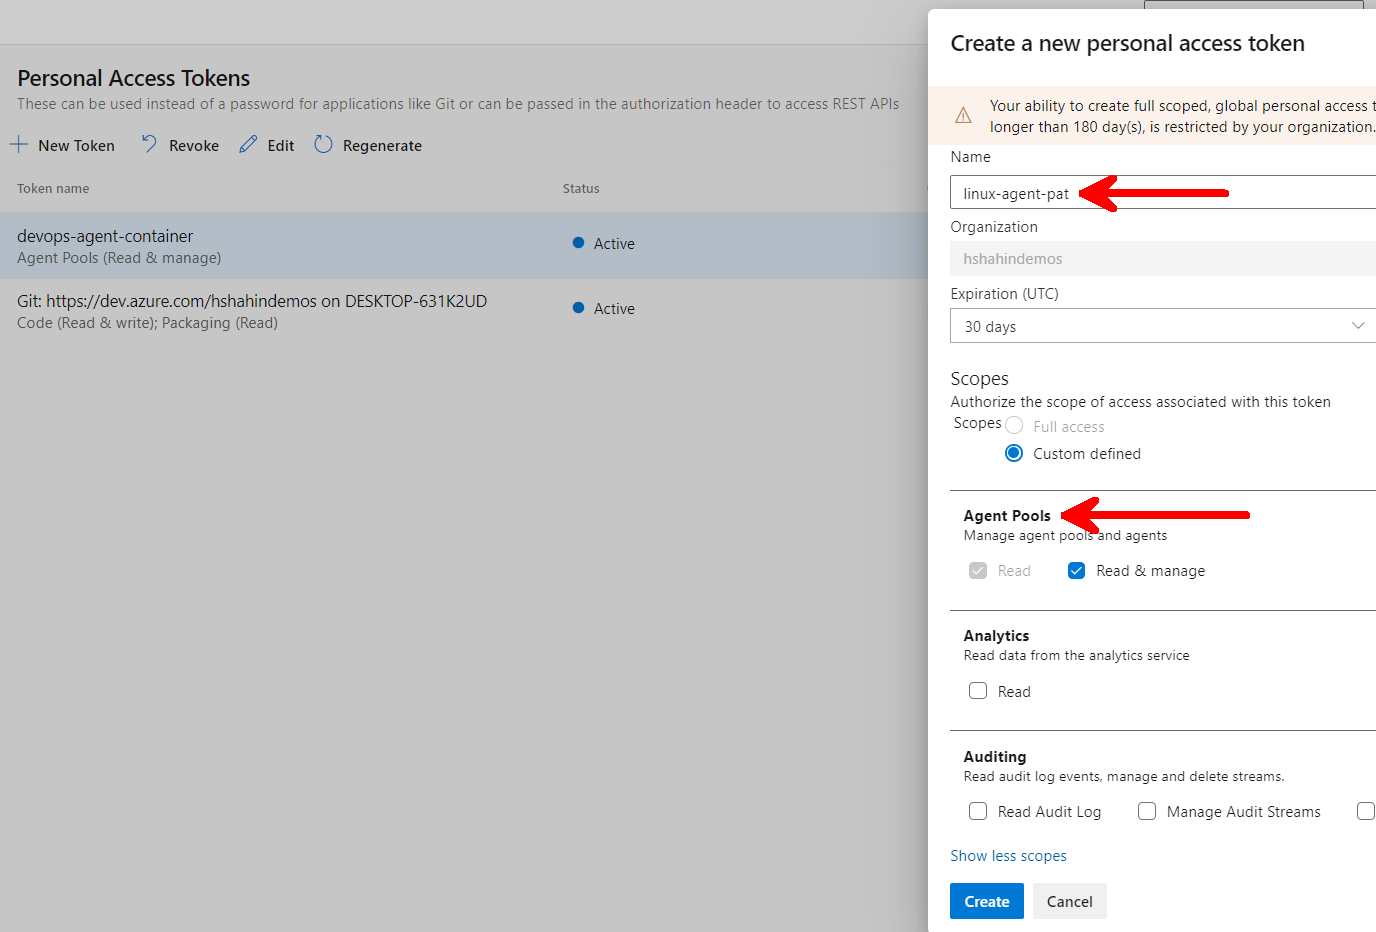 Personal Access Tokens
These can be used instead of a password for applications like Git or can be passed in the authorization header to access REST APIs
New Token Revoke Edit Regenerate
Token name Status
devops-agent-container
Agent Pools (Read & manage)
Active
Git: https://dev.azure.com/hshahindemos on DESKTOP-631K2UD
Code (Read & write); Packaging (Read)
Active
Create a new personal access token
Your ability to create full scoped, global personal access t
longer than 180 day(s), is restricted by your organization.
Name
linux-agent-pat
Organization
hshahindemos
Expiration (UTC)
30 days
Scopes
Authorize the scope of access associated with this token
Scopes Full access
Custom defined
Agent Pools
Manage agent pools and agents
Read Read & manage
Analytics
Read data from the analytics service
Read
Auditing
Read audit log events, manage and delete streams.
Read Audit Log Manage Audit Streams
Show less scopes
Create Cancel